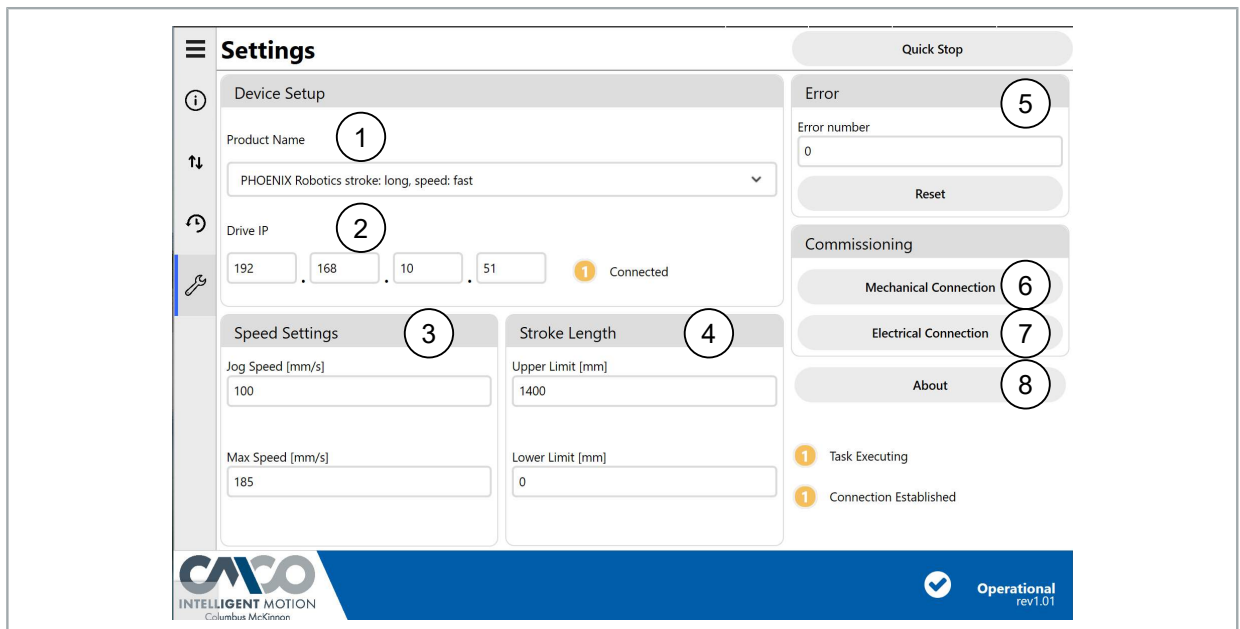 Settings
Quick Stop
Device Setup
Product Name
1
PHOENIX Robotics stroke: long, speed: fast
Drive IP
2
192 . 168 . 10 . 51
1 Connected
Speed Settings
3
Jog Speed [mm/s]
100
Max Speed [mm/s]
185
Stroke Length
4
Upper Limit [mm]
1400
Lower Limit [mm]
0
Error
5
Error number
0
Reset
Commissioning
Mechanical Connection
6
Electrical Connection
7
About
8
1 Task Executing
1 Connection Established
CMCO
INTELLIGENT MOTION
Columbus McKinnon
Operational
rev1.01